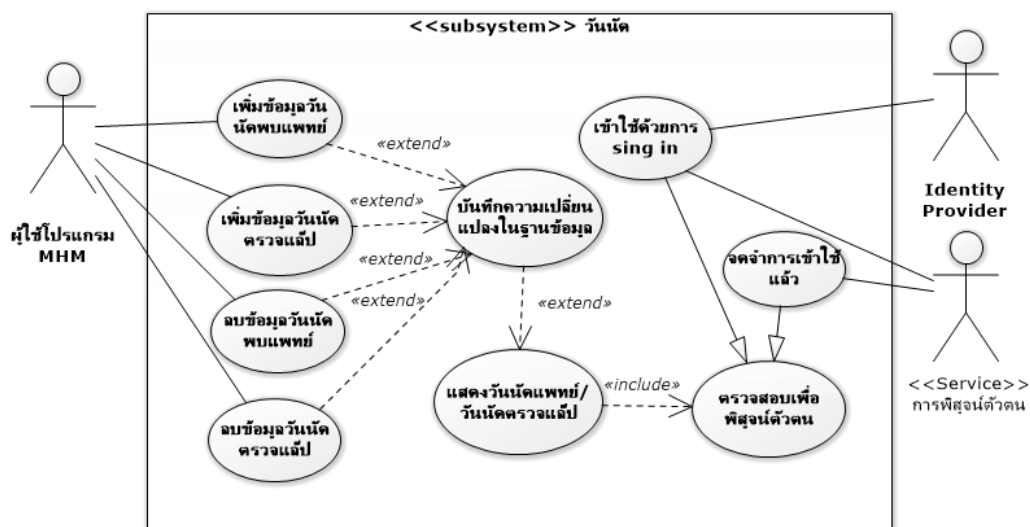 <<subsystem>> วันนัด
เพิ่มข้อมูลวัน
นัดพบแพทย์
«extend»
เข้าใช้ด้วยการ
sing in
Identity
Provider
ผู้ใช้โปรแกรม
MHM
เพิ่มข้อมูลวันนัด
ตรวจแล็ป
«extend»
บันทึกความเปลี่ยน
แปลงในฐานข้อมูล
จดจำการเข้าใช้
แล้ว
«extend»
«extend»
«extend»
ลบข้อมูลวันนัด
พบแพทย์
แสดงวันนัดแพทย์/
วันนัดตรวจแล็ป
«include»
ตรวจสอบเพื่อ
พิสูจน์ตัวตน
<<Service>>
การพิสูจน์ตัวตน
ลบข้อมูลวันนัด
ตรวจแล็ป